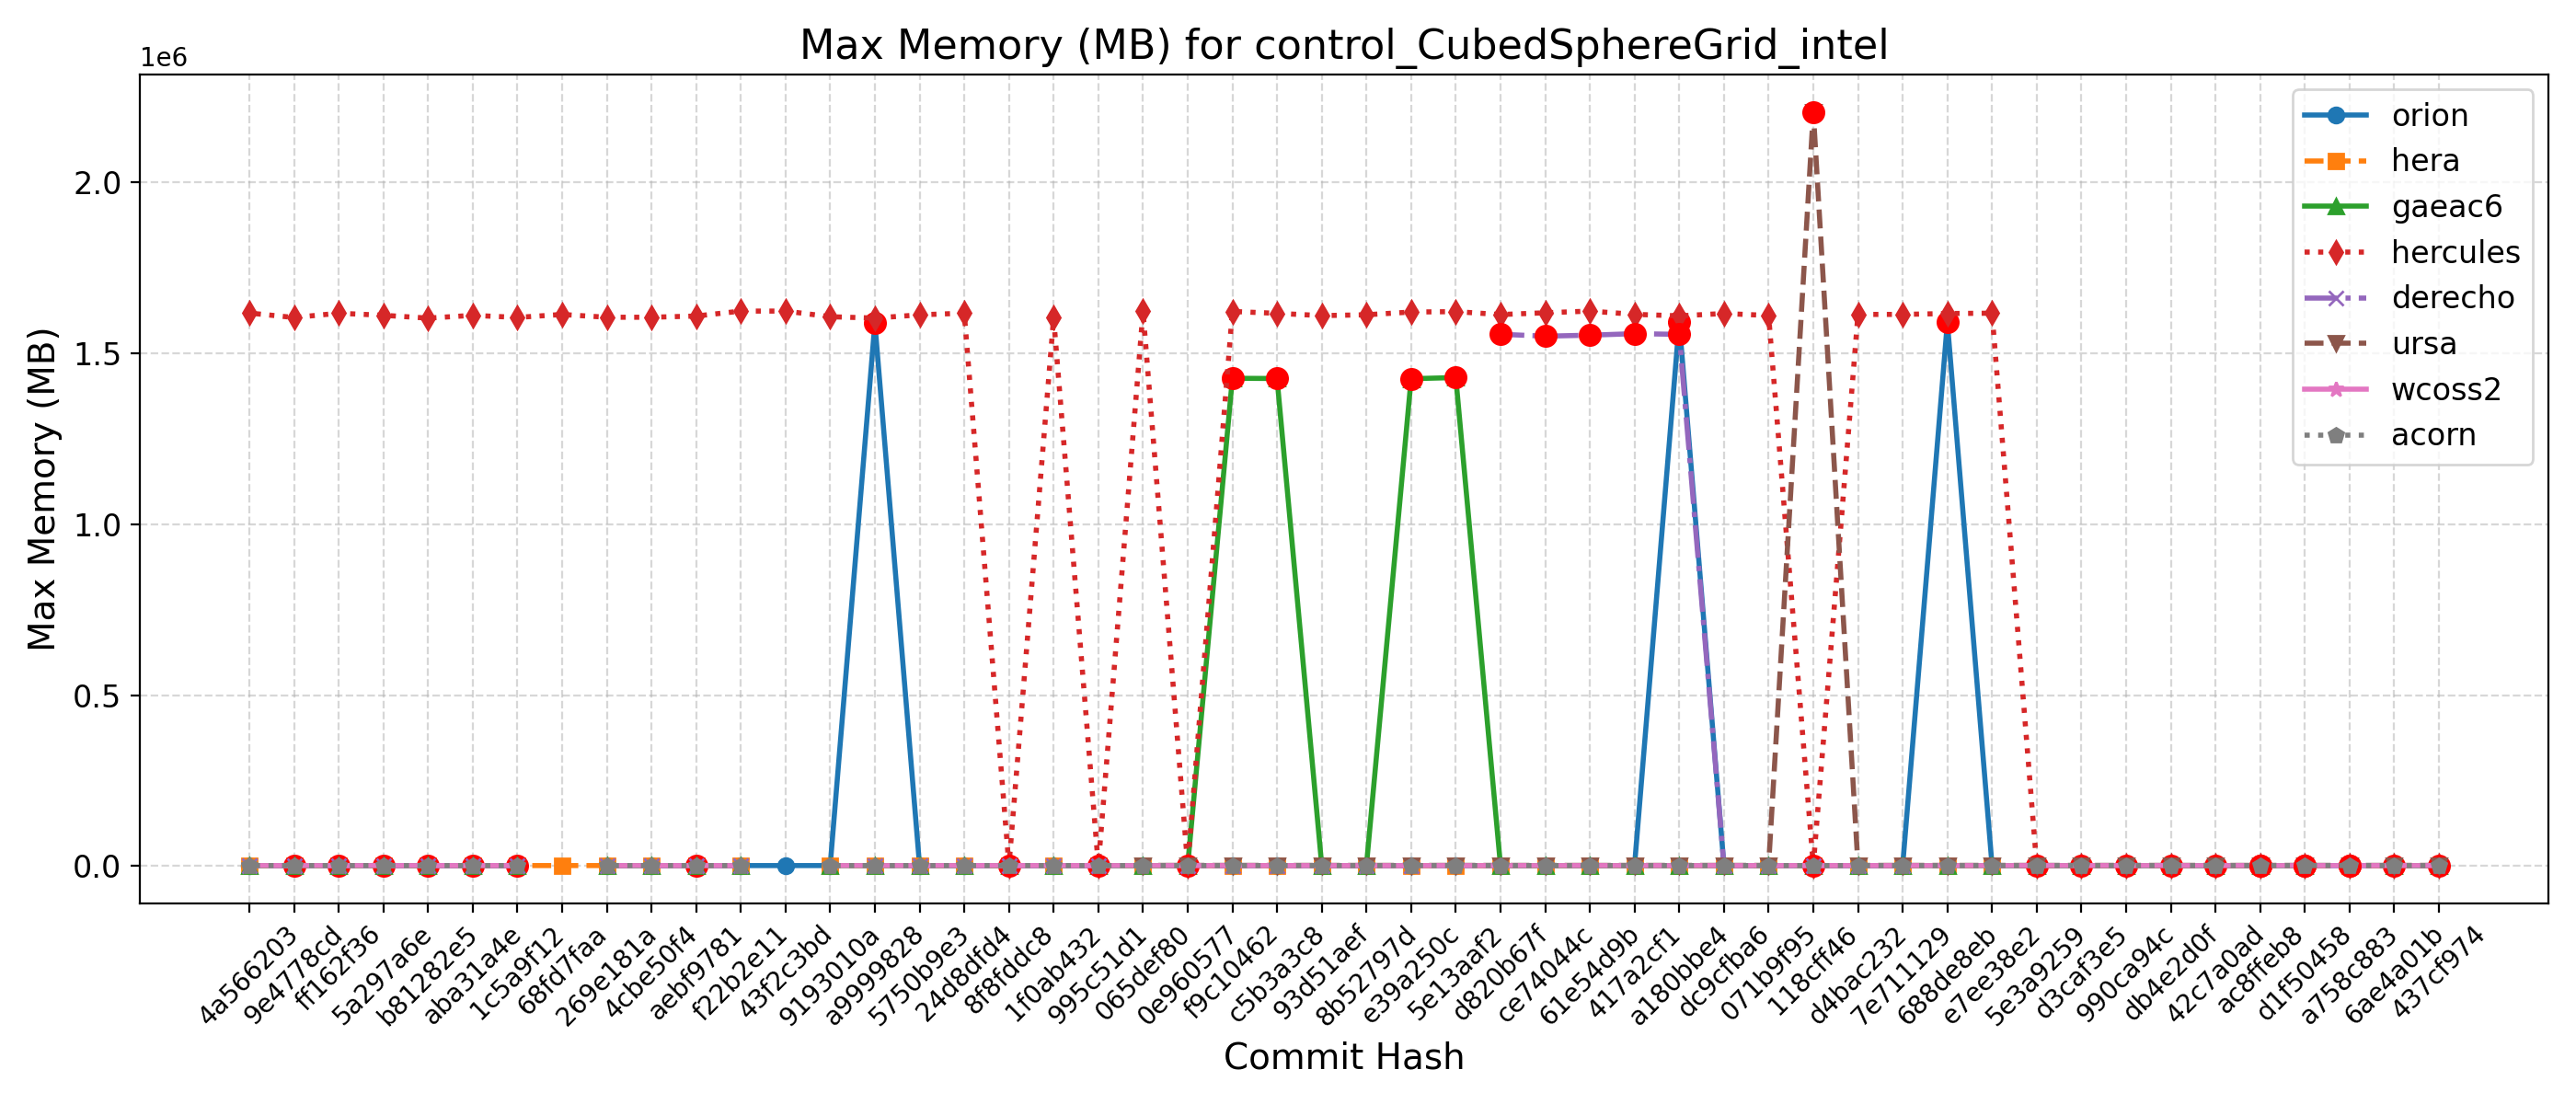 Max Memory (MB) for control_CubedSphereGrid_intel
1e6
2.0
1.5
1.0
0.5
0.0
Max Memory (MB)
orion
hera
gaeac6
hercules
derecho
ursa
wcoss2
acorn
4a566203
9e4778cd
ff162f36
5a297a6e
b81282e5
aba31a4e
1c5a9f12
68fd7faa
269e181a
4cbe50f4
aebf9781
f22b2e11
43f2c3bd
9193010a
a9999828
5750b9e3
24d8dfd4
8f8fddc8
1f0ab432
995c51d1
065def80
0e960577
f9c10462
c5b3a3c8
93d51aef
8b52797d
e39a250c
5e13aaf2
d820b67f
ce74044c
61e54d9b
417a2cf1
a180bbe4
dc9cfba6
071b9f95
118cff46
d4bac232
7e711129
688de8eb
e7ee38e2
5e3a9259
d3caf3e5
990ca94c
db4e2d0f
42c7a0ad
ac8ffeb8
d1f50458
a758c883
6ae4a01b
437cf974
Commit Hash